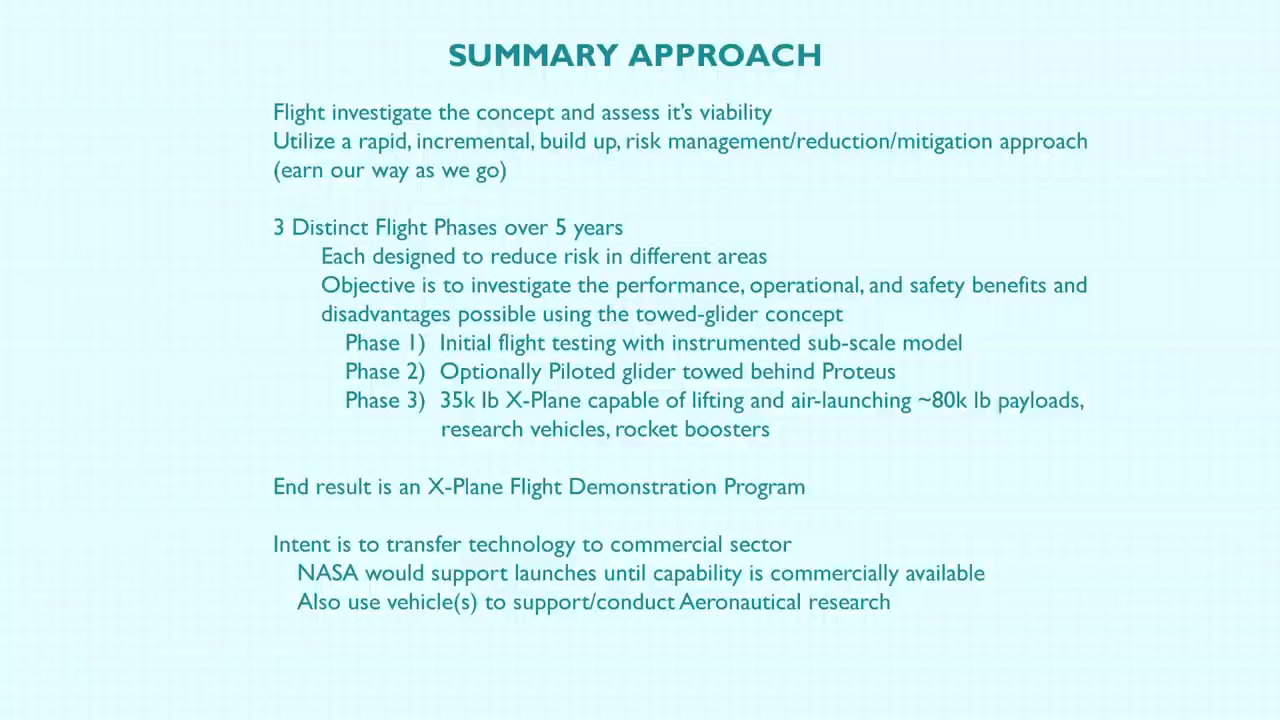 SUMMARY APPROACH
Flight investigate the concept and assess it’s viability
Utilize a rapid, incremental, build up, risk management/reduction/mitigation approach
(earn our way as we go)
3 Distinct Flight Phases over 5 years
Each designed to reduce risk in different areas
Objective is to investigate the performance, operational, and safety benefits and
disadvantages possible using the towed-glider concept
Phase 1) Initial flight testing with instrumented sub-scale model
Phase 2) Optionally Piloted glider towed behind Proteus
Phase 3) 35k lb X-Plane capable of lifting and air-launching ~80k lb payloads,
research vehicles, rocket boosters
End result is an X-Plane Flight Demonstration Program
Intent is to transfer technology to commercial sector
NASA would support launches until capability is commercially available
Also use vehicle(s) to support/conduct Aeronautical research